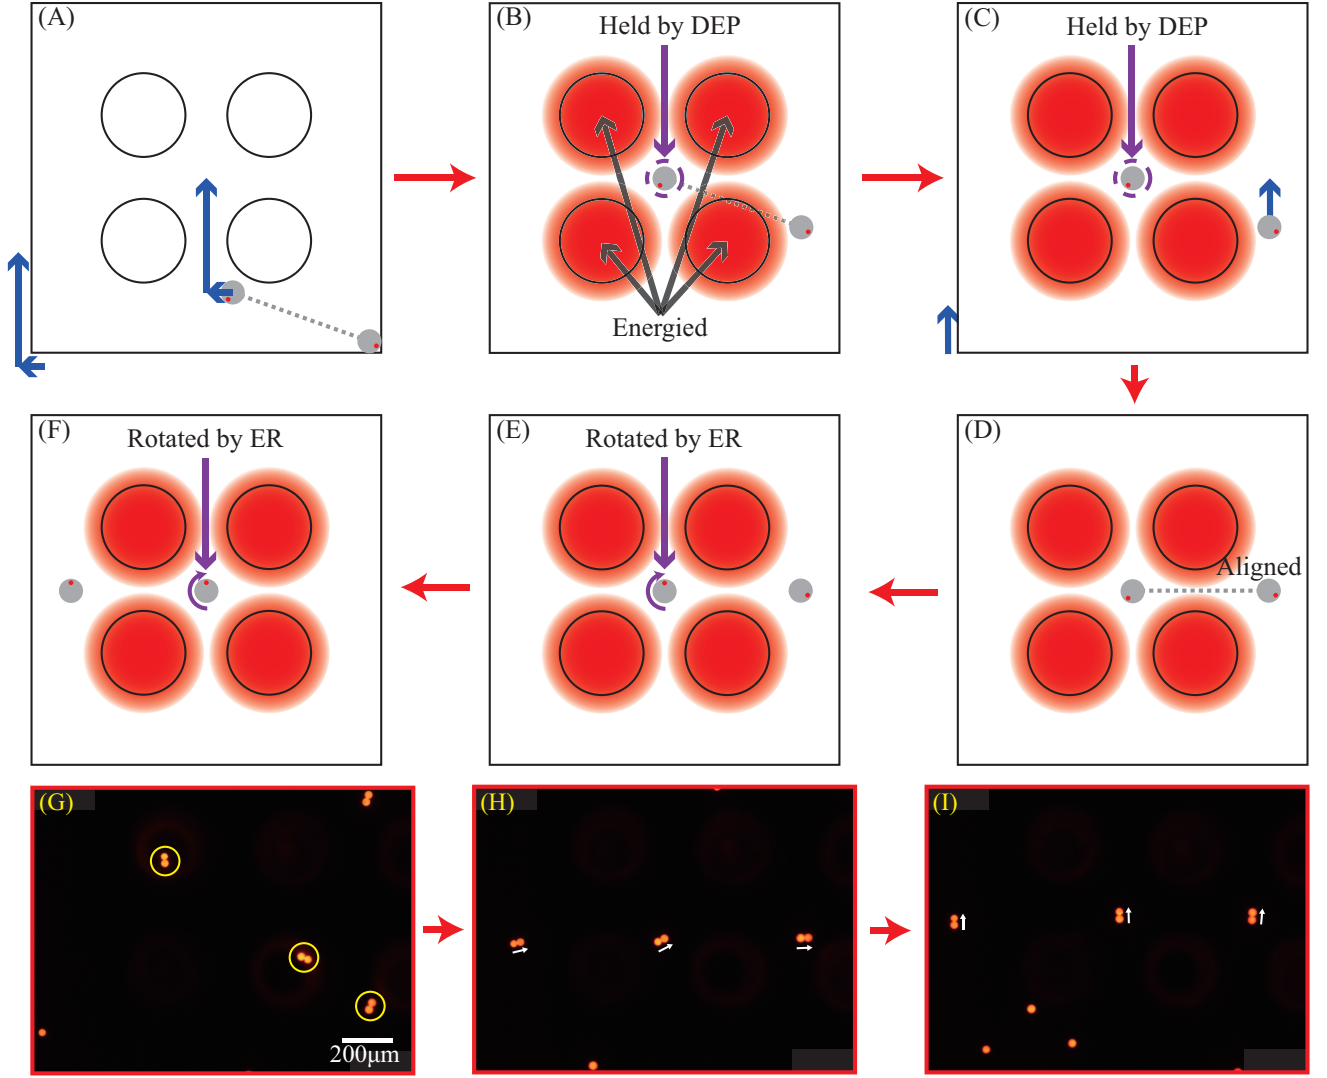 (A)
(B)
Held by DEP
Energied
(C)
Held by DEP
(F)
Rotated by ER
(E)
Rotated by ER
(D)
Aligned
(G)
200μm
(H)
(I)